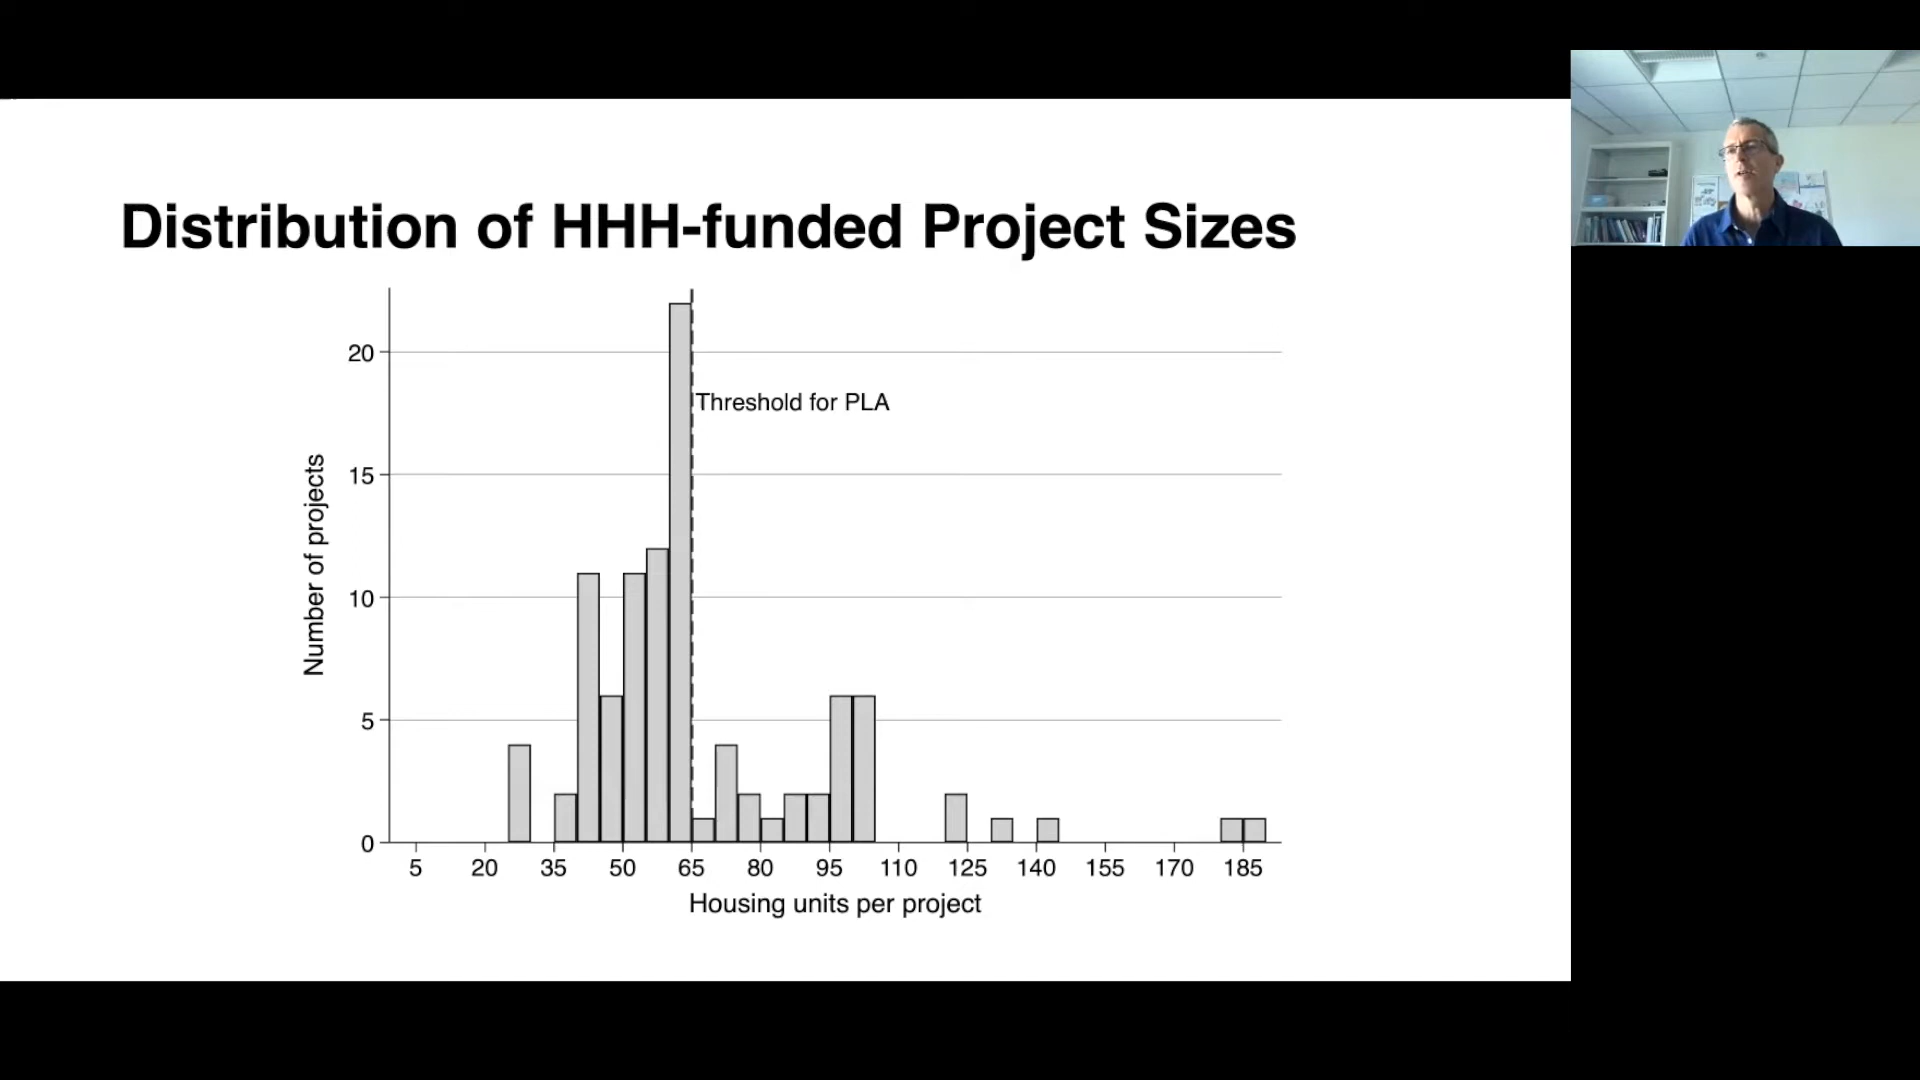 Distribution of HHH-funded Project Sizes
20
Threshold for PLA
15
Number of projects
10
5
0
5 20 35 50 65 80 95 110 125 140 155 170 185
Housing units per project